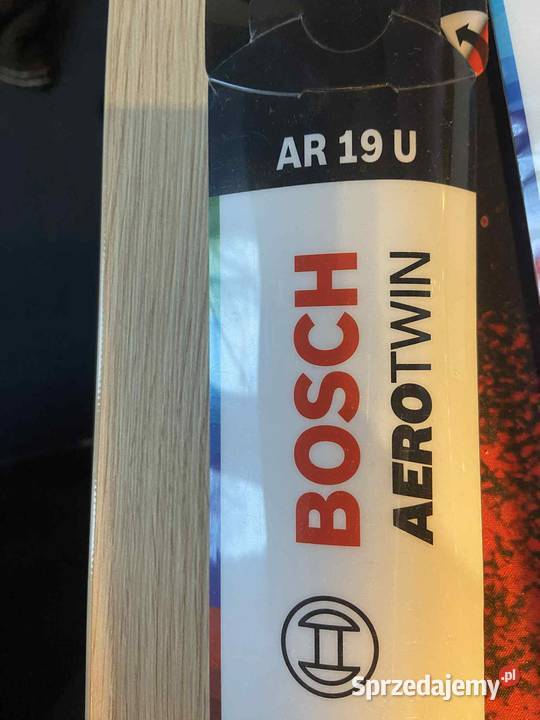 AR 19 U
BOSCH
AEROTWIN
Sprzedajemy.pl